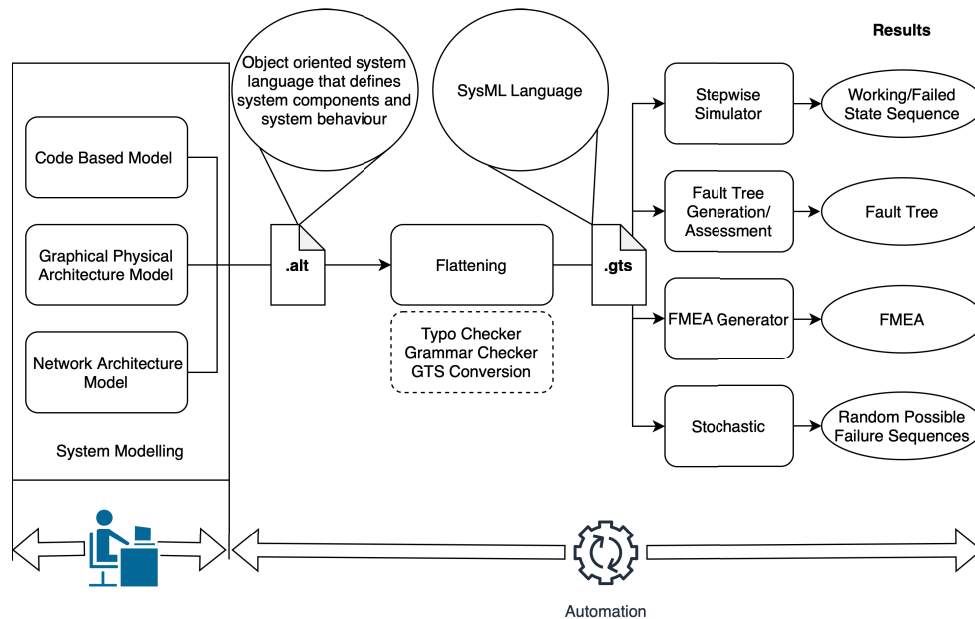 Results
Object oriented system
language that defines
system components and
system behaviour
SysML Language
Code Based Model
Graphical Physical
Architecture Model
Network Architecture
Model
System Modelling
.alt
Flattening
Typo Checker
Grammar Checker
GTS Conversion
.gts
Stepwise
Simulator
Working/Failed
State Sequence
Fault Tree
Generation/
Assessment
Fault Tree
FMEA Generator
FMEA
Stochastic
Random Possible
Failure Sequences
Automation